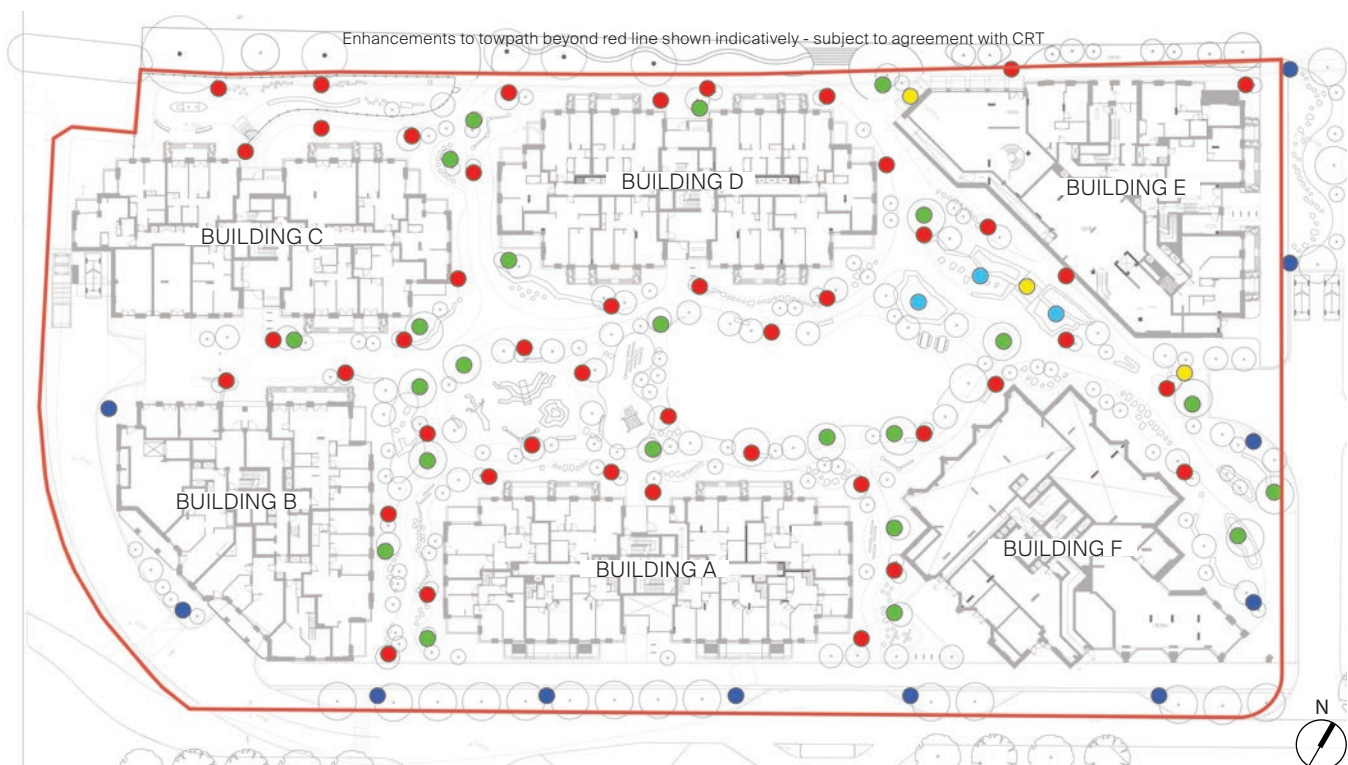 Enhancements to towpath beyond red line shown indicatively - subject to agreement with CRT
BUILDING D
BUILDING E
BUILDING C
BUILDING B
BUILDING F
BUILDING A
N